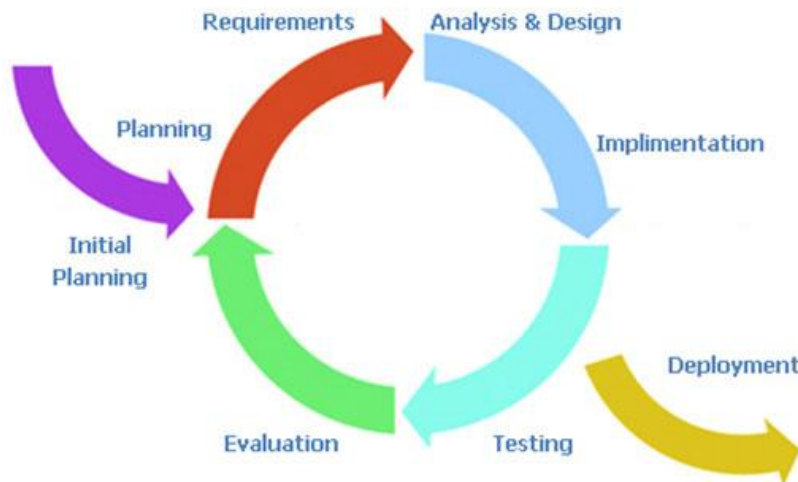 Requirements
Analysis & Design
Planning
Implimentation
Initial
Planning
Deployment
Evaluation
Testing